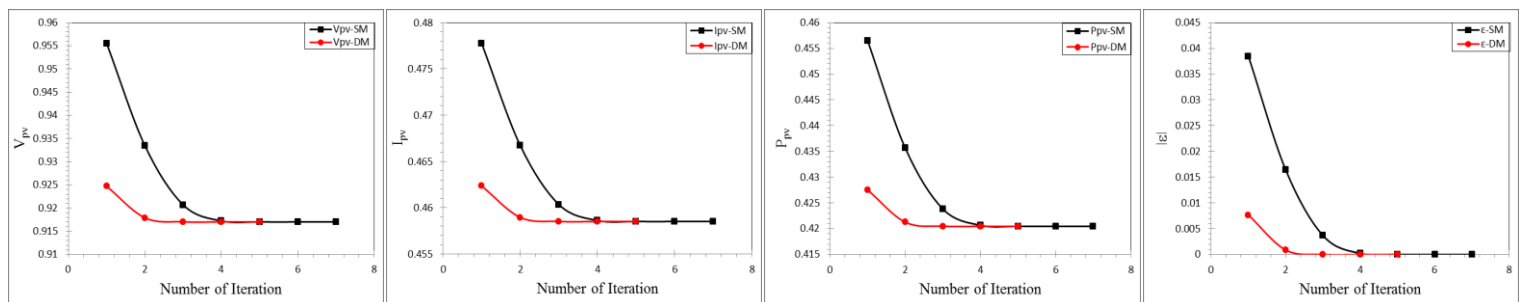 0.96
0.955
0.95
0.945
0.94
0.935
0.93
0.925
0.92
0.915
0.91
0 2 4 6 8
Vpv
Number of Iteration
Vpv-SM
Vpv-DM
0.48
0.475
0.47
0.465
0.46
0.455
0 2 4 6 8
Ipv
Number of Iteration
Ipv-SM
Ipv-DM
0.46
0.455
0.45
0.445
0.44
0.435
0.43
0.425
0.42
0.415
0 2 4 6 8
Ppv
Number of Iteration
Ppv-SM
Ppv-DM
0.045
0.04
0.035
0.03
0.025
0.02
0.015
0.01
0.005
0
0 2 4 6 8
|ε|
Number of Iteration
ε-SM
ε-DM